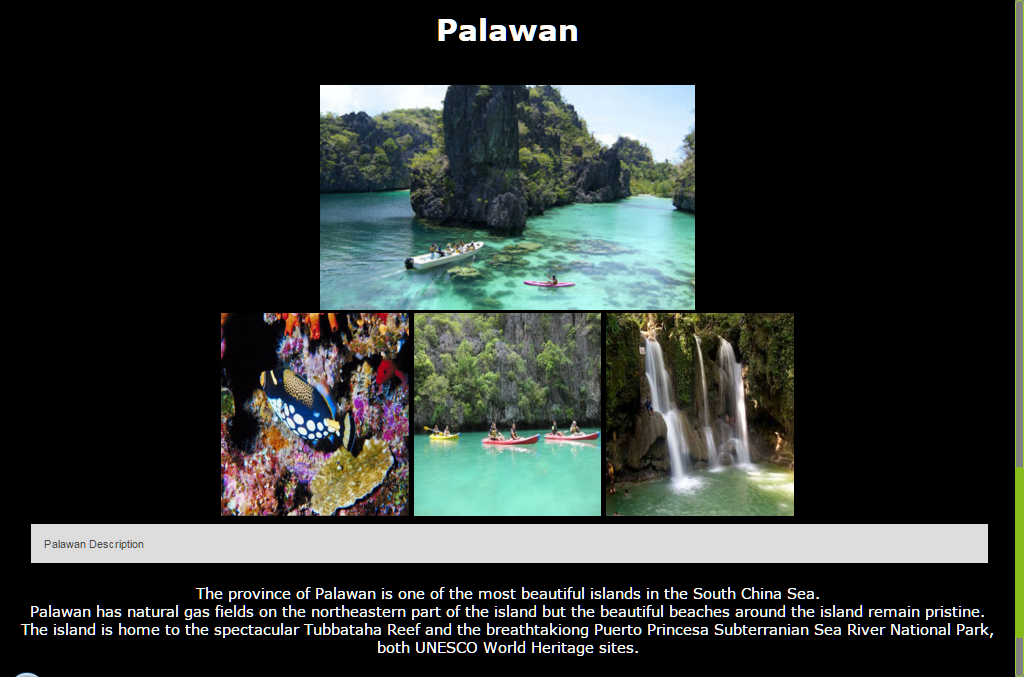 Palawan
Palawan Description
The province of Palawan is one of the most beautiful islands in the South China Sea.
Palawan has natural gas fields on the northeastern part of the island but the beautiful beaches around the island remain pristine.
The island is home to the spectacular Tubbataha Reef and the breathtakiong Puerto Princesa Subterranian Sea River National Park,
both UNESCO World Heritage sites.